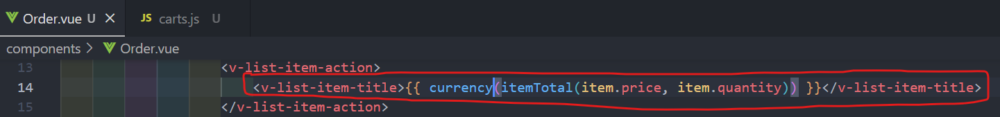 Order.vue U × JS carts.js U
components > Order.vue
13 <v-list-item-action>
14 <v-list-item-title>{{ currency(itemTotal(item.price, item.quantity)) }}</v-list-item-title>
15 </v-list-item-action>